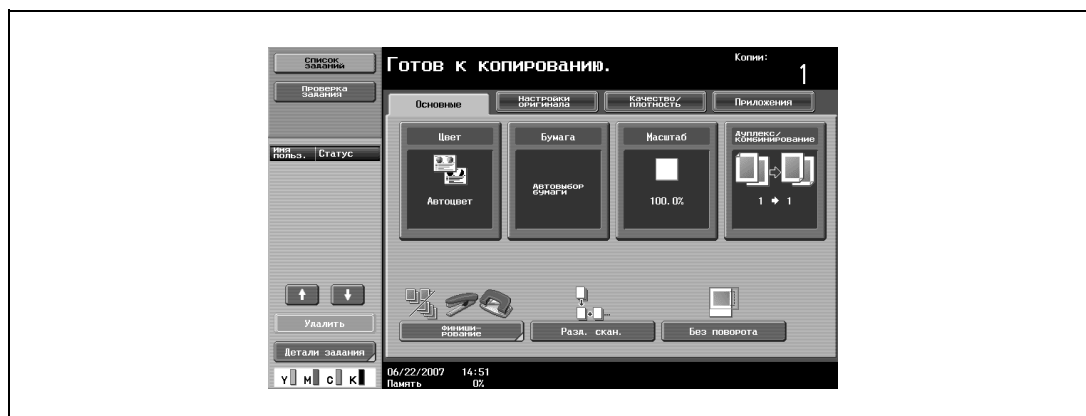 Список
заданий
Проверка
задания
Имя
польз.
Статус
Удалить
Детали задания
Y M C K
Готов к копированию.
Копии:
1
Основные
Настройки
оригинала
Качество/
плотность
Приложения
Цвет
Автоцвет
Бумага
Автовыбор
бумаги
Масштаб
100.0%
Дуплекс/
комбинирование
1 → 1
Финиши-
рование
Разд. скан.
Без поворота
06/22/2007 14:51
Память 0%